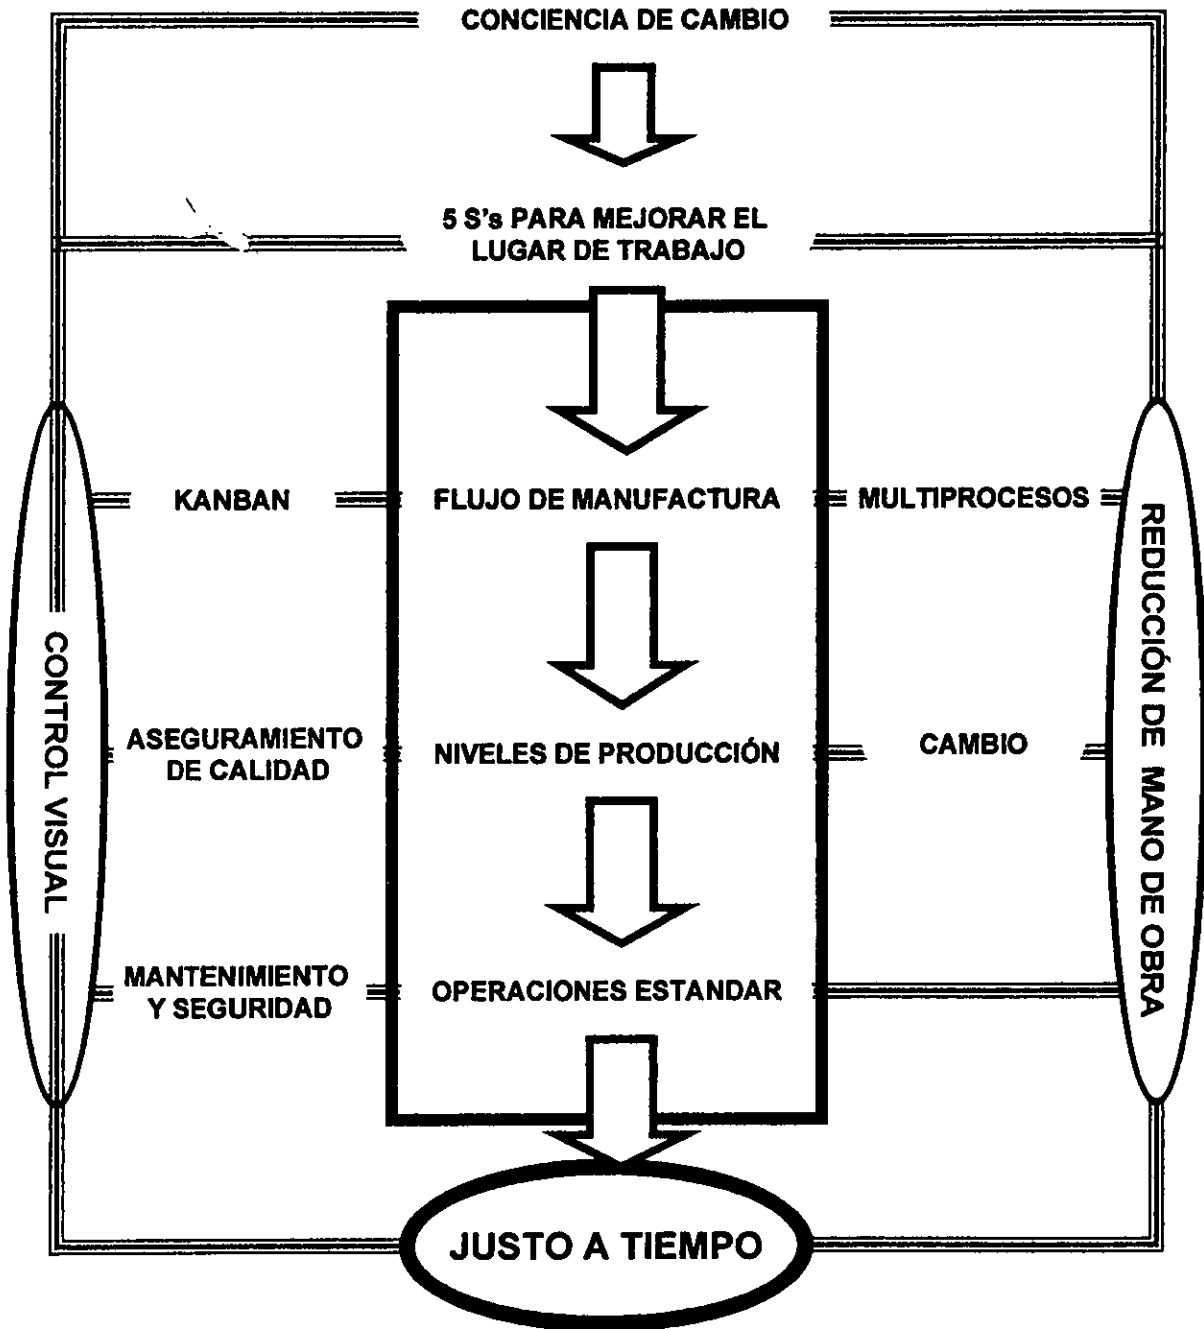 CONCIENCIA DE CAMBIO
5 S's PARA MEJORAR EL
LUGAR DE TRABAJO
KANBAN
FLUJO DE MANUFACTURA
MULTIPROCESOS
CONTROL VISUAL
REDUCCIÓN DE MANO DE OBRA
ASEGURAMIENTO
DE CALIDAD
NIVELES DE PRODUCCIÓN
CAMBIO
MANTENIMIENTO
Y SEGURIDAD
OPERACIONES ESTANDAR
JUSTO A TIEMPO